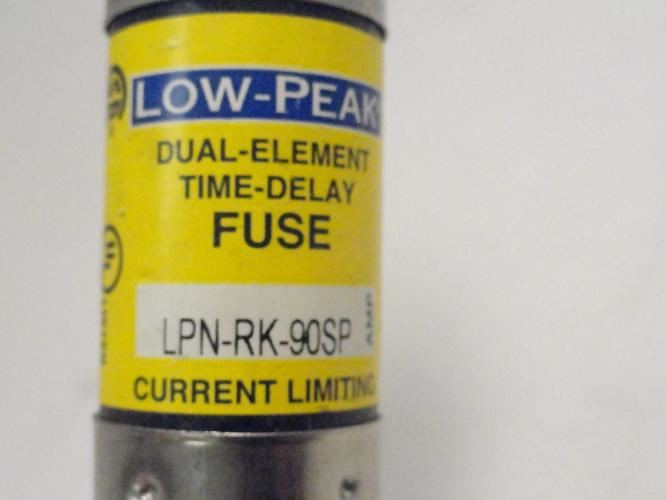 LOW-PEAK
DUAL-ELEMENT
TIME-DELAY
FUSE
LPN-RK-90SP
AMP
CURRENT LIMITING